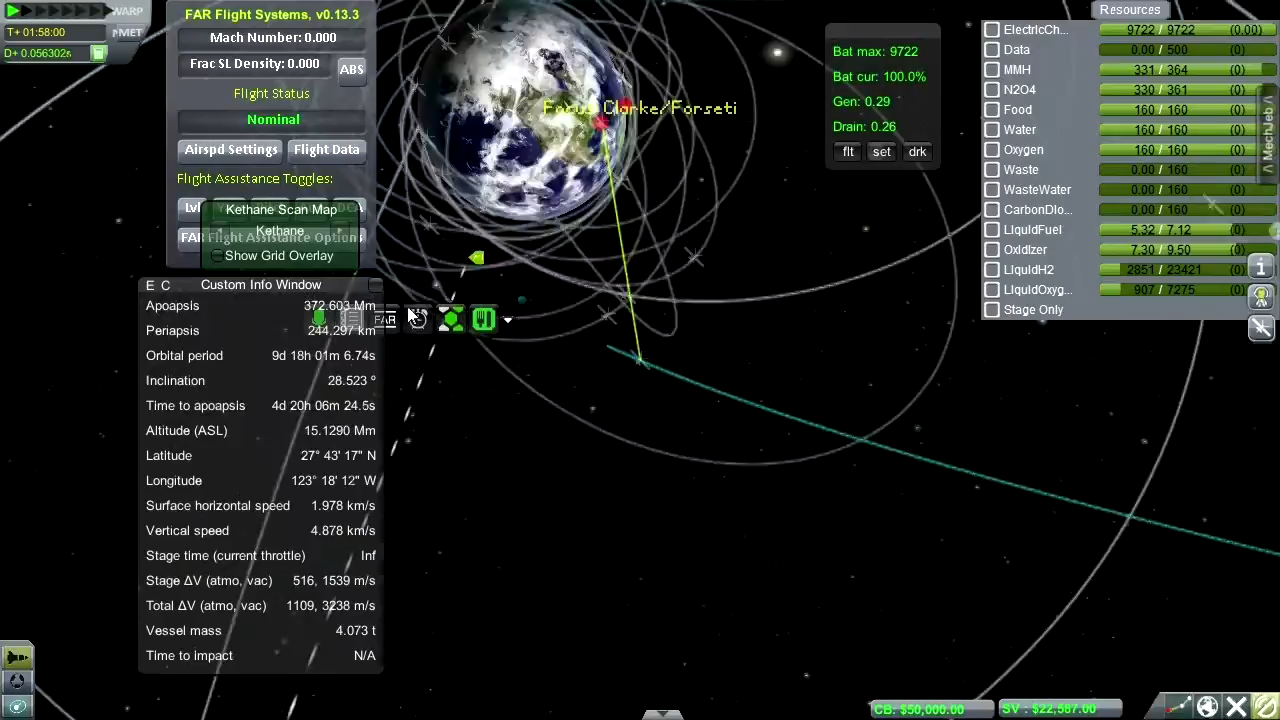 WARP
T+ 01:58:00
MET
D+ 0.056302s
FAR Flight Systems, v0.13.3
Mach Number: 0.000
Frac SL Density: 0.000
ABS
Flight Status
Nominal
Airspd Settings
Flight Data
Flight Assistance Toggles:
Lvl
Kethane Scan Map
Kethane
FAR Flight Assistance Options
Show Grid Overlay
E C Custom Info Window
Apoapsis 372.603 Mm
Periapsis 244.297 km
Orbital period 9d 18h 01m 6.74s
Inclination 28.523 º
Time to apoapsis 4d 20h 06m 24.5s
Altitude (ASL) 15.1290 Mm
Latitude 27° 43' 17" N
Longitude 123° 18' 12" W
Surface horizontal speed 1.978 km/s
Vertical speed 4.878 km/s
Stage time (current throttle) Inf
Stage ΔV (atmo, vac) 516, 1539 m/s
Total ΔV (atmo, vac) 1109, 3238 m/s
Vessel mass 4.073 t
Time to impact N/A
FAR
Focus Clarke/Forseti
Bat max: 9722
Bat cur: 100.0%
Gen: 0.29
Drain: 0.26
flt set drk
Resources
ElectricCh... 9722 / 9722 (0.00)
Data 0.00 / 500 (0)
MMH 331 / 364 (0)
N2O4 330 / 361 (0)
Food 160 / 160 (0)
Water 160 / 160 (0)
Oxygen 160 / 160 (0)
Waste 0.00 / 160 (0)
WasteWater 0.00 / 160 (0)
CarbonDio... 0.00 / 160 (0)
LiquidFuel 5.32 / 7.12 (0)
Oxidizer 7.30 / 9.50 (0)
LiquidH2 2851 / 23421 (0)
LiquidOxyg... 907 / 7275 (0)
Stage Only
V MechJeb V
CB: $50,000.00
SV : $22,587.00